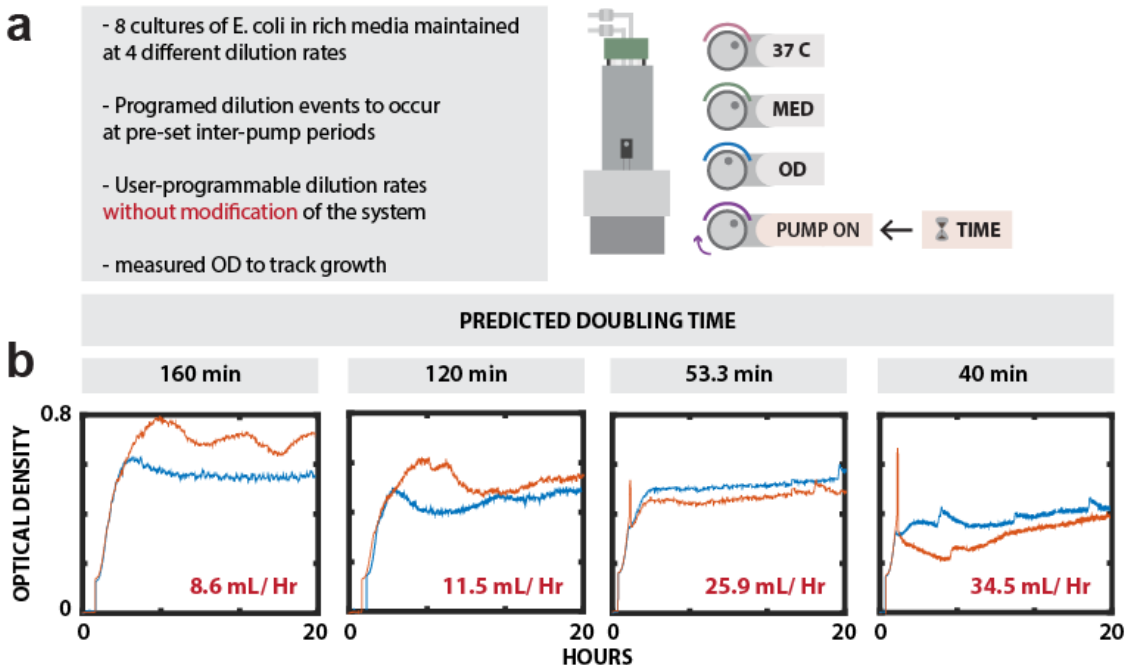 a
- 8 cultures of E. coli in rich media maintained
at 4 different dilution rates
- Programed dilution events to occur
at pre-set inter-pump periods
- User-programmable dilution rates
without modification of the system
- measured OD to track growth
37 C
MED
OD
PUMP ON
TIME
PREDICTED DOUBLING TIME
b
160 min
120 min
53.3 min
40 min
OPTICAL DENSITY
0.8
0
8.6 mL/ Hr
11.5 mL/ Hr
25.9 mL/ Hr
34.5 mL/ Hr
0
20
0
20
0
20
0
20
HOURS